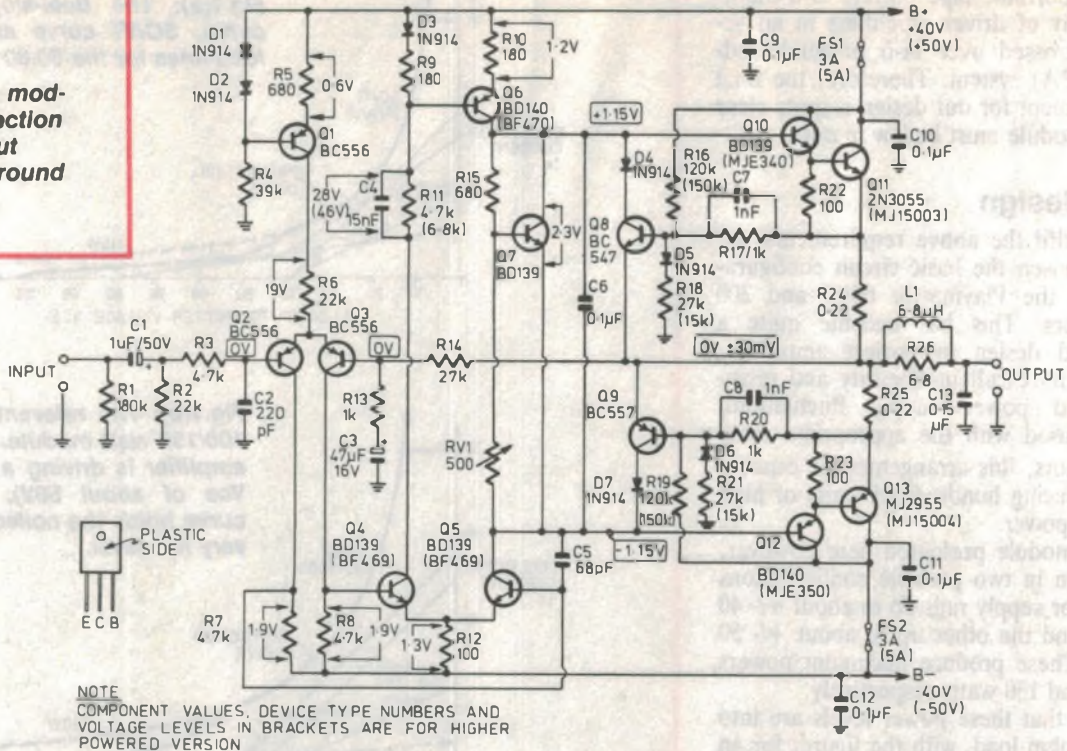 mod-
nction
ut
round
B+
+40V
(+50V)
D1
1N914
D2
1N914
R5
680
0·6V
Q1
BC556
R4
39k
D3
1N914
R9
180
R10
180
1·2V
Q6
BD140
(BF470)
C9
0·1µF
FS1
3A
(5A)
C10
0·1µF
28V
(46V)
C4
15nF
R11
4·7k
(6·8k)
R15
680
Q7
BD139
2·3V
+1·15V
D4
1N914
Q8
BC
547
C6
0·1µF
R16
120k
(150k)
C7
1nF
R17/1k
D5
1N914
R18
27k
(15k)
Q10
BD139
(MJE340)
R22
100
Q11
2N3055
(MJ15003)
19V
R6
22k
Q2
BC556
Q3
BC556
0V
0V
R14
27k
0V ±30mV
R24
0·22
L1
6·8µH
R26
6·8
OUTPUT
C13
0·15
µF
INPUT
C1
1uF/50V
R1
180k
R2
22k
R3
4·7k
C2
220
pF
R13
1k
C3
47µF
16V
RV1
500
Q9
BC557
C8
1nF
R20
1k
D6
1N914
R21
27k
(15k)
D7
1N914
R19
120k
(150k)
R25
0·22
R23
100
Q13
MJ2955
(MJ15004)
Q4
BD139
(BF469)
Q5
BD139
(BF469)
C5
68pF
-1·15V
Q12
BD140
(MJE350)
C11
0·1µF
PLASTIC
SIDE
E C B
R7
4·7k
1·9V
R8
4·7k
1·9V
1·3V
R12
100
FS2
3A
(5A)
B-
-40V
(-50V)
C12
0·1µF
NOTE
COMPONENT VALUES, DEVICE TYPE NUMBERS AND
VOLTAGE LEVELS IN BRACKETS ARE FOR HIGHER
POWERED VERSION